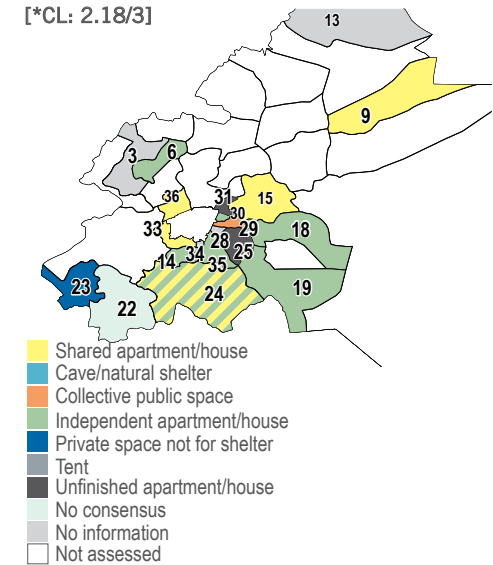 [*CL: 2.18/3]
13
9
6
3
36
31
15
30
33
29
18
28
34
25
14
35
23
24
19
22
Shared apartment/house
Cave/natural shelter
Collective public space
Independent apartment/house
Private space not for shelter
Tent
Unfinished apartment/house
No consensus
No information
Not assessed